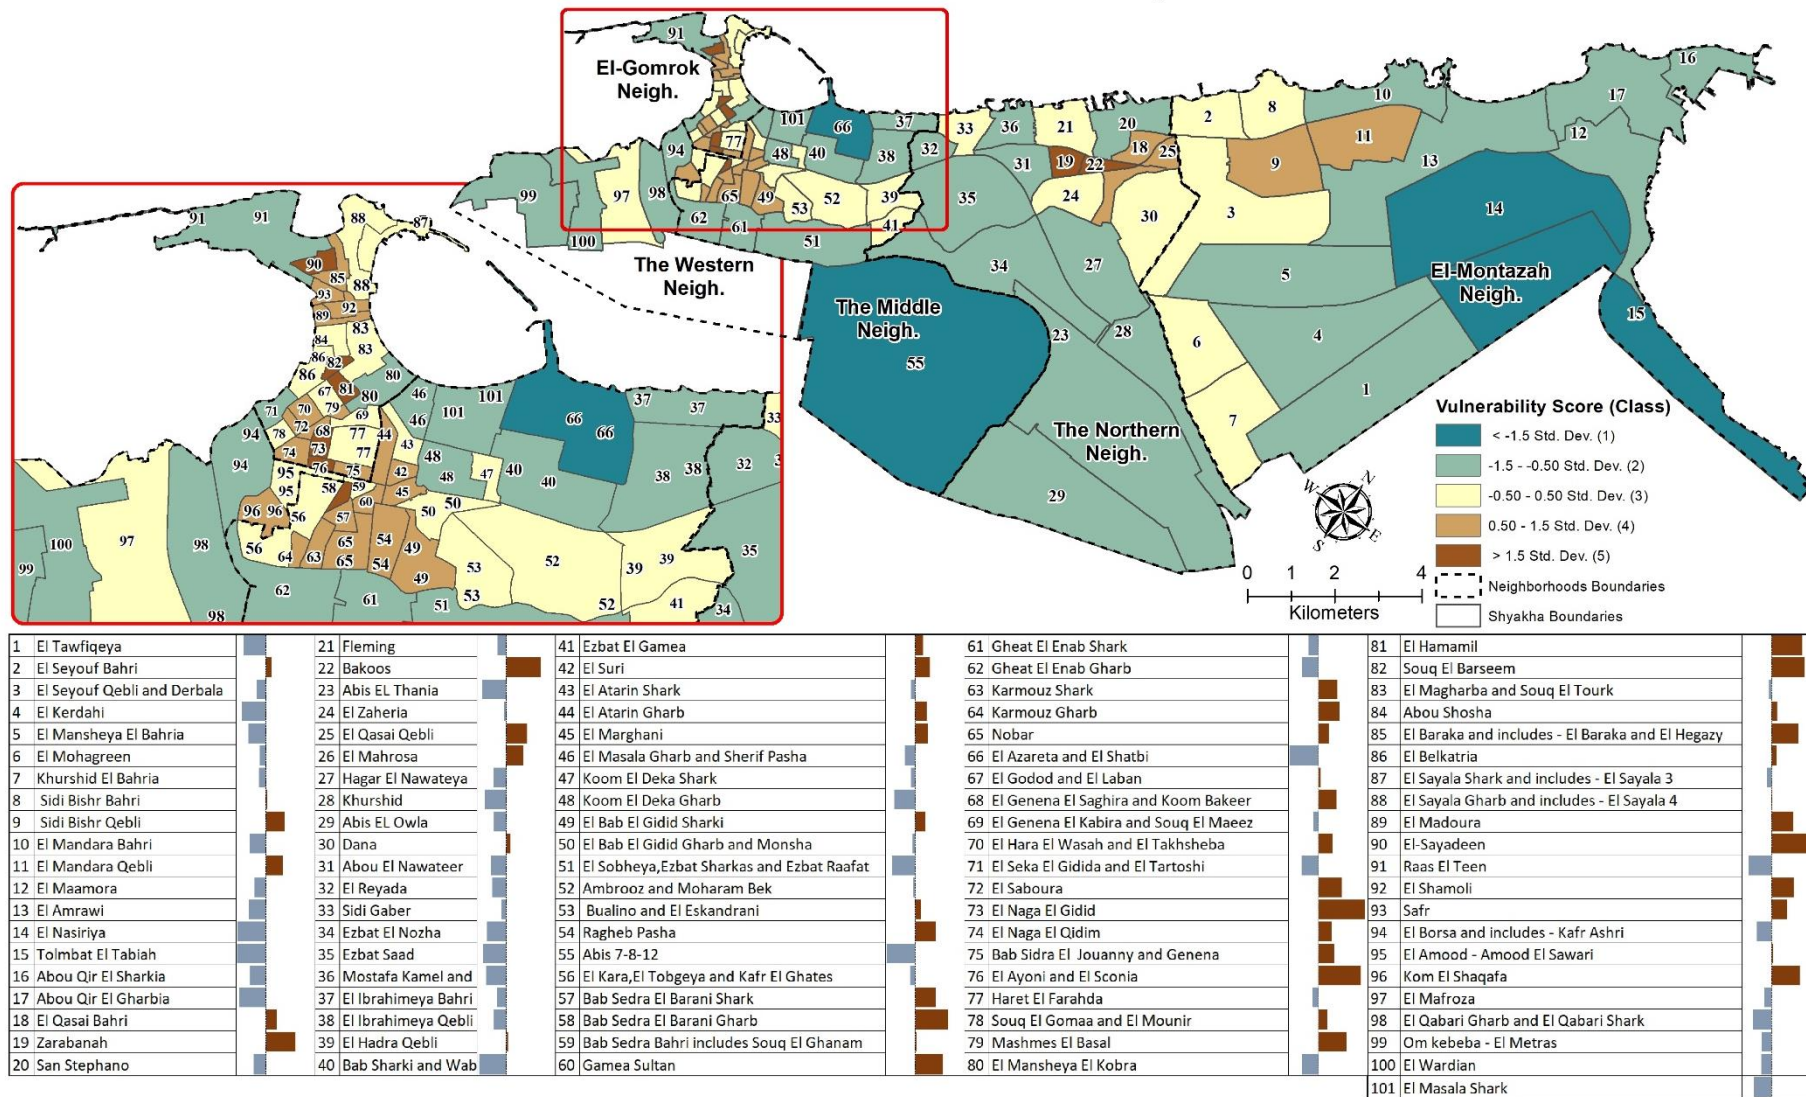 El-Gomrok
Neigh.
The Western
Neigh.
The Middle
Neigh.
The Northern
Neigh.
El-Montazah
Neigh.
Vulnerability Score (Class)
< -1.5 Std. Dev. (1)
-1.5 - -0.50 Std. Dev. (2)
-0.50 - 0.50 Std. Dev. (3)
0.50 - 1.5 Std. Dev. (4)
> 1.5 Std. Dev. (5)
Neighborhoods Boundaries
Shyakha Boundaries
N
E
S
W
0 1 2 4
Kilometers
1 El Tawfiqeya
2 El Seyouf Bahri
3 El Seyouf Qebli and Derbala
4 El Kerdahi
5 El Mansheya El Bahria
6 El Mohagreen
7 Khurshid El Bahria
8 Sidi Bishr Bahri
9 Sidi Bishr Qebli
10 El Mandara Bahri
11 El Mandara Qebli
12 El Maamora
13 El Amrawi
14 El Nasiriya
15 Tolmbat El Tabiah
16 Abou Qir El Sharkia
17 Abou Qir El Gharbia
18 El Qasai Bahri
19 Zarabanah
20 San Stephano
21 Fleming
22 Bakoos
23 Abis EL Thania
24 El Zaheria
25 El Qasai Qebli
26 El Mahrosa
27 Hagar El Nawateya
28 Khurshid
29 Abis EL Owla
30 Dana
31 Abou El Nawateer
32 El Reyada
33 Sidi Gaber
34 Ezbat El Nozha
35 Ezbat Saad
36 Mostafa Kamel and
37 El Ibrahimeya Bahri
38 El Ibrahimeya Qebli
39 El Hadra Qebli
40 Bab Sharki and Wab
41 Ezbat El Gamea
42 El Suri
43 El Atarin Shark
44 El Atarin Gharb
45 El Marghani
46 El Masala Gharb and Sherif Pasha
47 Koom El Deka Shark
48 Koom El Deka Gharb
49 El Bab El Gidid Sharki
50 El Bab El Gidid Gharb and Monsha
51 El Sobheya,Ezbat Sharkas and Ezbat Raafat
52 Ambrooz and Moharam Bek
53 Bualino and El Eskandrani
54 Ragheb Pasha
55 Abis 7-8-12
56 El Kara,El Tobgeya and Kafr El Ghates
57 Bab Sedra El Barani Shark
58 Bab Sedra El Barani Gharb
59 Bab Sedra Bahri includes Souq El Ghanam
60 Gamea Sultan
61 Gheat El Enab Shark
62 Gheat El Enab Gharb
63 Karmouz Shark
64 Karmouz Gharb
65 Nobar
66 El Azareta and El Shatbi
67 El Godod and El Laban
68 El Genena El Saghira and Koom Bakeer
69 El Genena El Kabira and Souq El Maeez
70 El Hara El Wasah and El Takhsheba
71 El Seka El Gidida and El Tartoshi
72 El Saboura
73 El Naga El Gidid
74 El Naga El Qidim
75 Bab Sidra El Jouanny and Genena
76 El Ayoni and El Sconia
77 Haret El Farahda
78 Souq El Gomaa and El Mounir
79 Mashmes El Basal
80 El Mansheya El Kobra
81 El Hamamil
82 Souq El Barseem
83 El Magharba and Souq El Tourk
84 Abou Shosha
85 El Baraka and includes - El Baraka and El Hegazy
86 El Belkatria
87 El Sayala Shark and includes - El Sayala 3
88 El Sayala Gharb and includes - El Sayala 4
89 El Madoura
90 El-Sayadeen
91 Raas El Teen
92 El Shamoli
93 Safr
94 El Borsa and includes - Kafr Ashri
95 El Amood - Amood El Sawari
96 Kom El Shaqafa
97 El Mafroza
98 El Qabari Gharb and El Qabari Shark
99 Om kebeba - El Metras
100 El Wardian
101 El Masala Shark